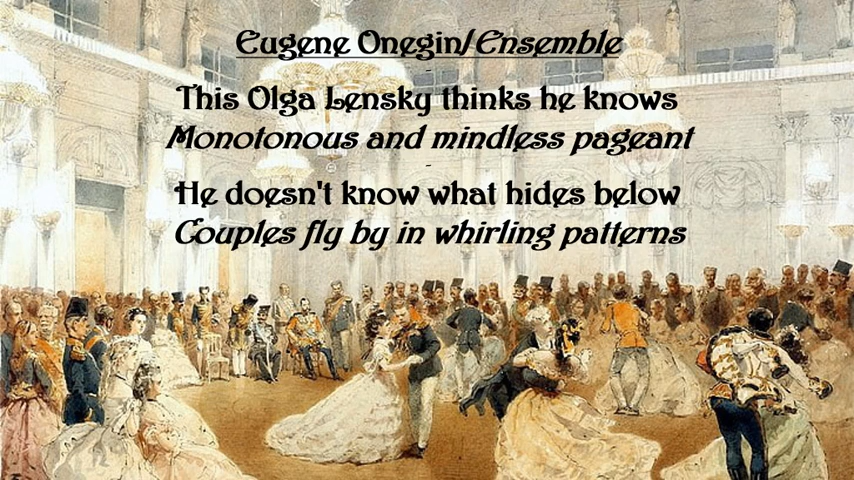 Eugene Onegin/Ensemble
-
This Olga Lensky thinks he knows
Monotonous and mindless pageant
-
He doesn't know what hides below
Couples fly by in whirling patterns